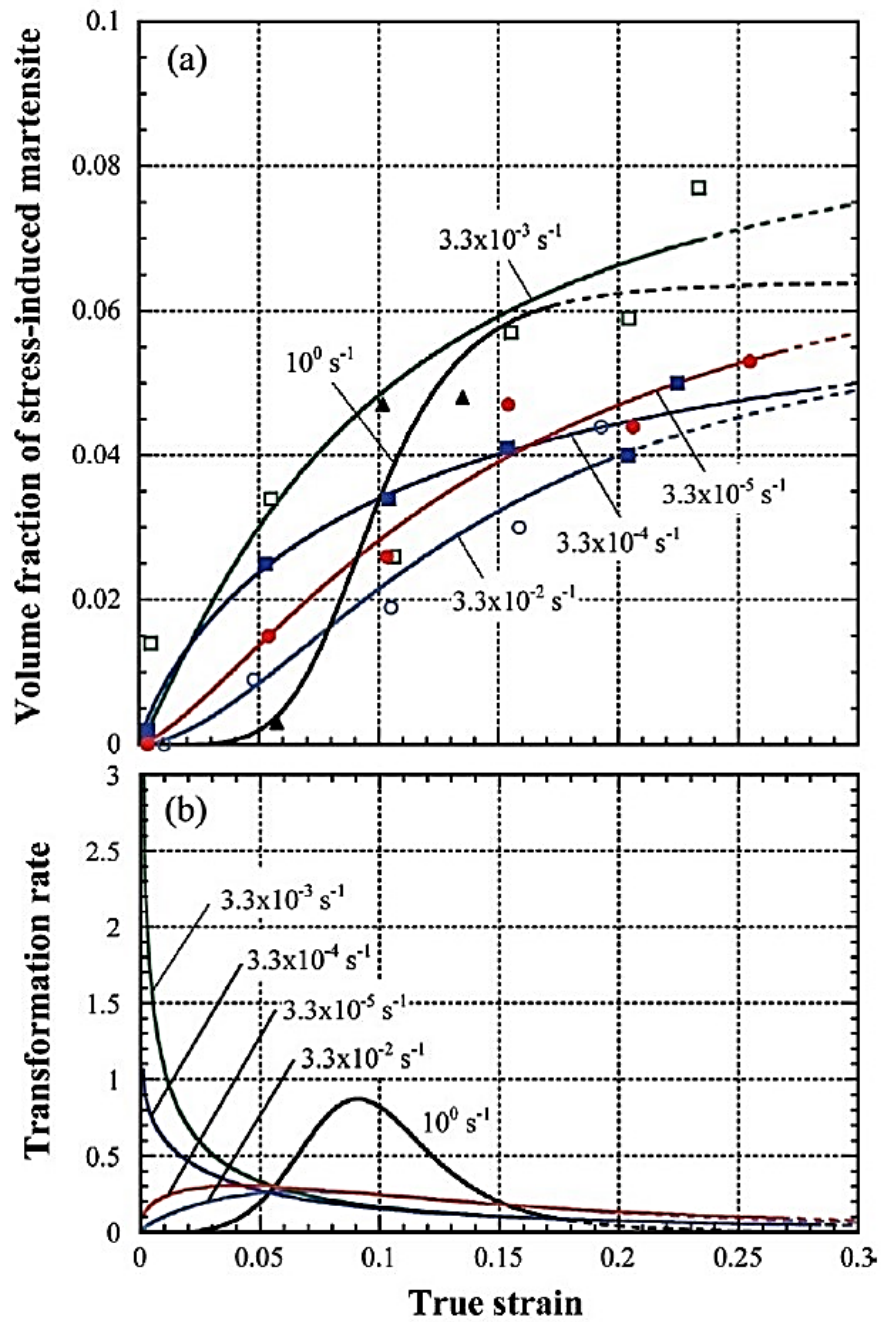 Volume fraction of stress-induced martensite
0.1
0.08
0.06
0.04
0.02
0
(a)
3.3x10⁻³ s⁻¹
10⁰ s⁻¹
3.3x10⁻⁵ s⁻¹
3.3x10⁻⁴ s⁻¹
3.3x10⁻² s⁻¹
Transformation rate
3
2.5
2
1.5
1
0.5
0
(b)
3.3x10⁻³ s⁻¹
3.3x10⁻⁴ s⁻¹
3.3x10⁻⁵ s⁻¹
3.3x10⁻² s⁻¹
10⁰ s⁻¹
0 0.05 0.1 0.15 0.2 0.25 0.3
True strain